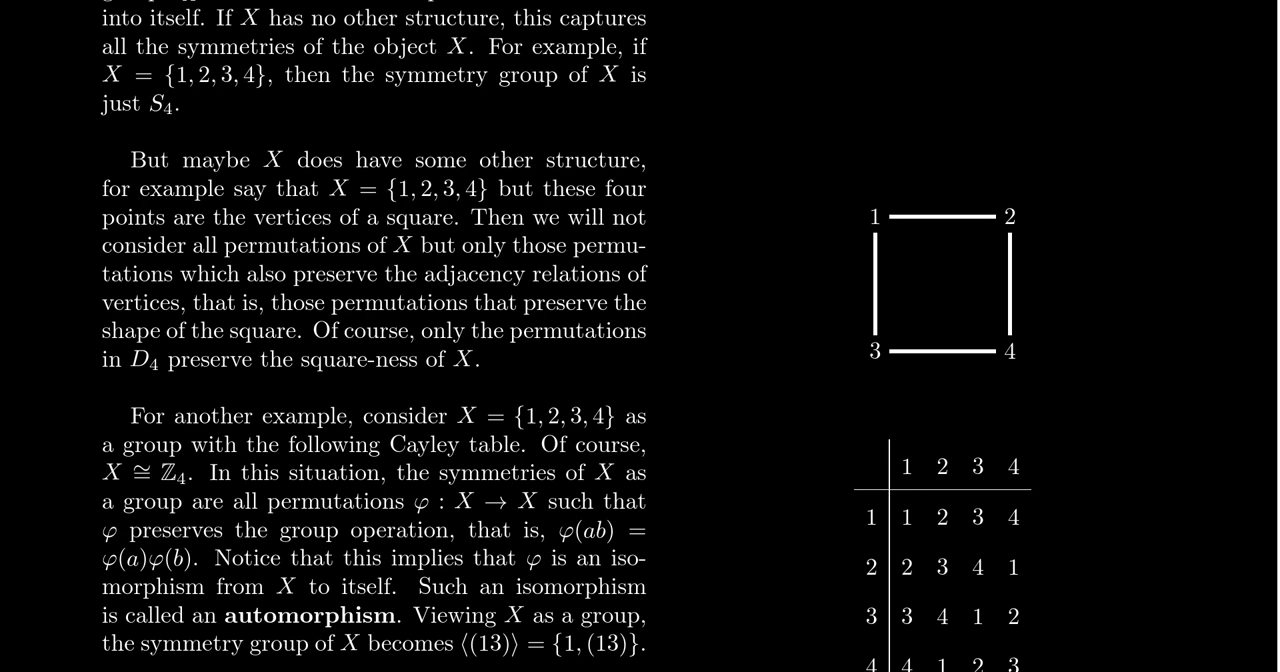 into itself. If X has no other structure, this captures
all the symmetries of the object X. For example, if
X = {1, 2, 3, 4}, then the symmetry group of X is
just S₄.
But maybe X does have some other structure,
for example say that X = {1, 2, 3, 4} but these four
points are the vertices of a square. Then we will not
consider all permutations of X but only those permu-
tations which also preserve the adjacency relations of
vertices, that is, those permutations that preserve the
shape of the square. Of course, only the permutations
in D₄ preserve the square-ness of X.
For another example, consider X = {1, 2, 3, 4} as
a group with the following Cayley table. Of course,
X ≅ ℤ₄. In this situation, the symmetries of X as
a group are all permutations φ : X → X such that
φ preserves the group operation, that is, φ(ab) =
φ(a)φ(b). Notice that this implies that φ is an iso-
morphism from X to itself. Such an isomorphism
is called an automorphism. Viewing X as a group,
the symmetry group of X becomes ⟨(13)⟩ = {1, (13)}.
1 2
3 4
1 2 3 4
1 1 2 3 4
2 2 3 4 1
3 3 4 1 2
4 4 1 2 3